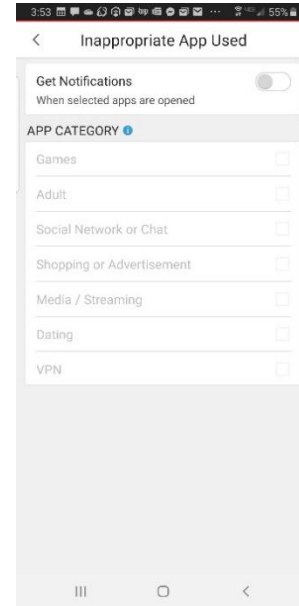 3:53 55%
Inappropriate App Used
Get Notifications
When selected apps are opened
APP CATEGORY
Games
Adult
Social Network or Chat
Shopping or Advertisement
Media / Streaming
Dating
VPN